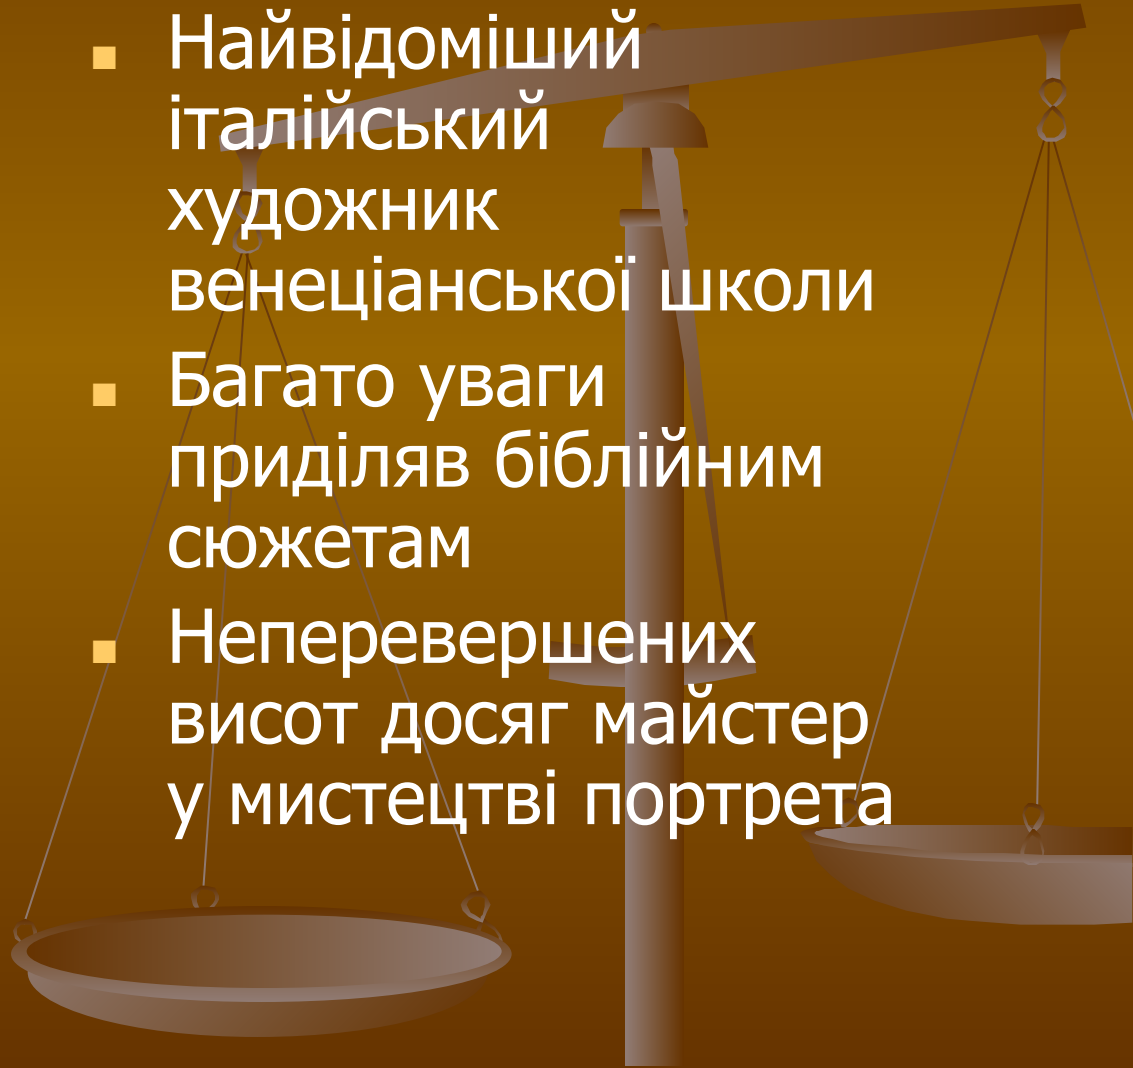 Найвідоміший
італійський
художник
венеціанської школи
Багато уваги
приділяв біблійним
сюжетам
Неперевершених
висот досяг майстер
у мистецтві портрета